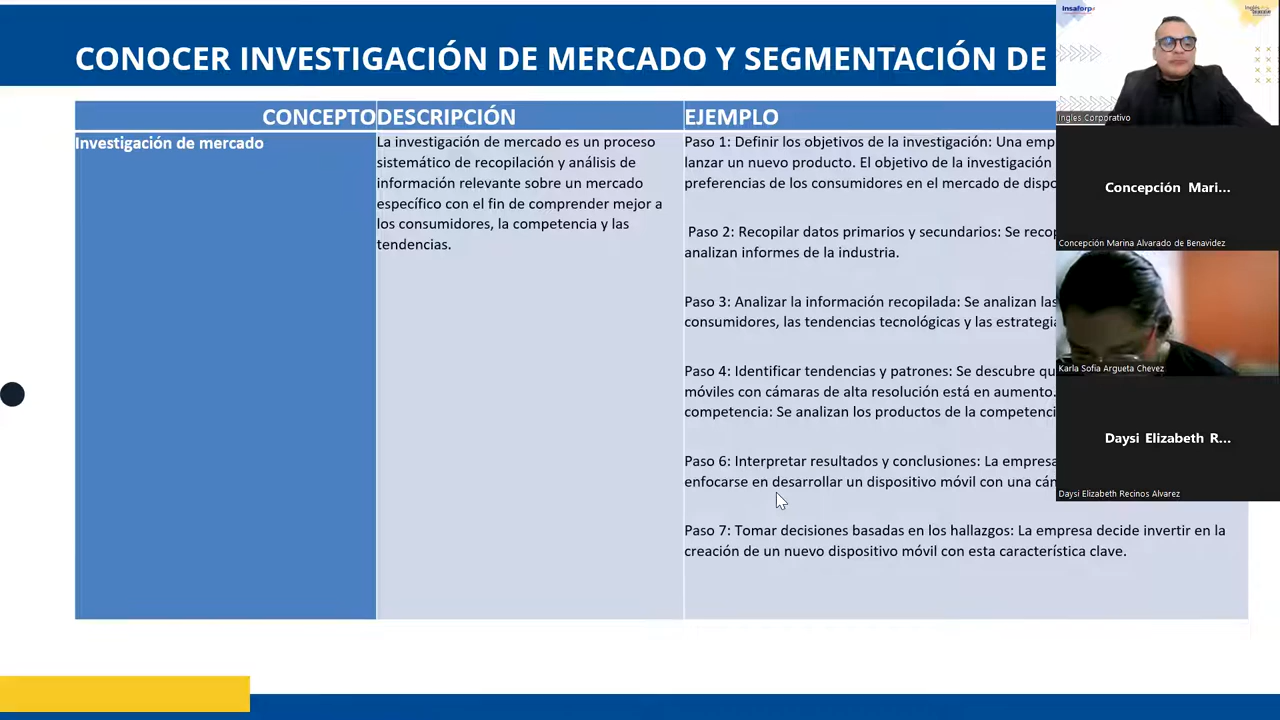 CONOCER INVESTIGACIÓN DE MERCADO Y SEGMENTACIÓN DE
CONCEPTO
DESCRIPCIÓN
EJEMPLO
Investigación de mercado
La investigación de mercado es un proceso
sistemático de recopilación y análisis de
información relevante sobre un mercado
específico con el fin de comprender mejor a
los consumidores, la competencia y las
tendencias.
Paso 1: Definir los objetivos de la investigación: Una emp
lanzar un nuevo producto. El objetivo de la investigación
preferencias de los consumidores en el mercado de dispo
Paso 2: Recopilar datos primarios y secundarios: Se recop
analizan informes de la industria.
Paso 3: Analizar la información recopilada: Se analizan las
consumidores, las tendencias tecnológicas y las estrategia
Paso 4: Identificar tendencias y patrones: Se descubre qu
móviles con cámaras de alta resolución está en aumento.
competencia: Se analizan los productos de la competenci
Paso 6: Interpretar resultados y conclusiones: La empresa
enfocarse en desarrollar un dispositivo móvil con una cán
Paso 7: Tomar decisiones basadas en los hallazgos: La empresa decide invertir en la
creación de un nuevo dispositivo móvil con esta característica clave.
Insaforp
Ingles Corporativo
Concepción Mari...
Concepción Marina Alvarado de Benavidez
Karla Sofia Argueta Chevez
Daysi Elizabeth R...
Daysi Elizabeth Recinos Alvarez